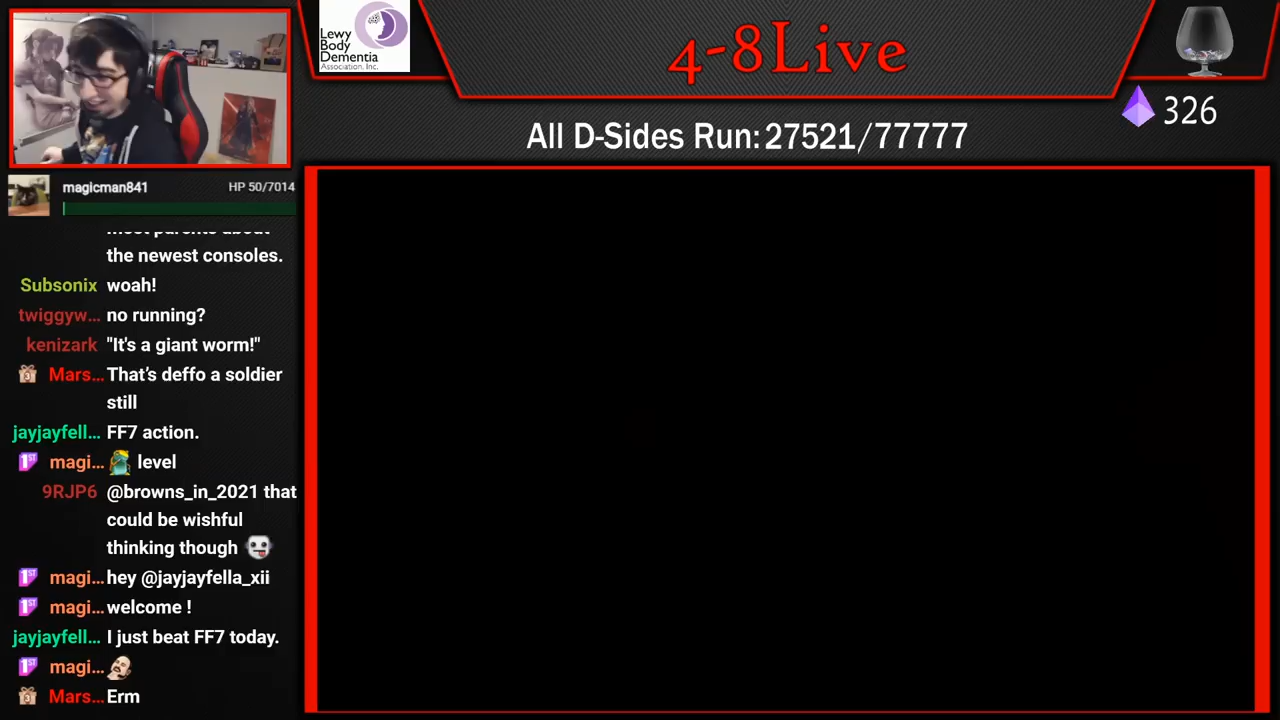 Lewy
Body
Dementia
Association, Inc.
4-8Live
326
All D-Sides Run: 27521/77777
magicman841 HP 50/7014
most parents about
the newest consoles.
Subsonix woah!
twiggyw... no running?
kenizark "It's a giant worm!"
Mars... That's deffo a soldier
still
jayjayfell... FF7 action.
magi... level
9RJP6 @browns_in_2021 that
could be wishful
thinking though
magi... hey @jayjayfella_xii
magi... welcome !
jayjayfell... I just beat FF7 today.
magi...
Mars... Erm